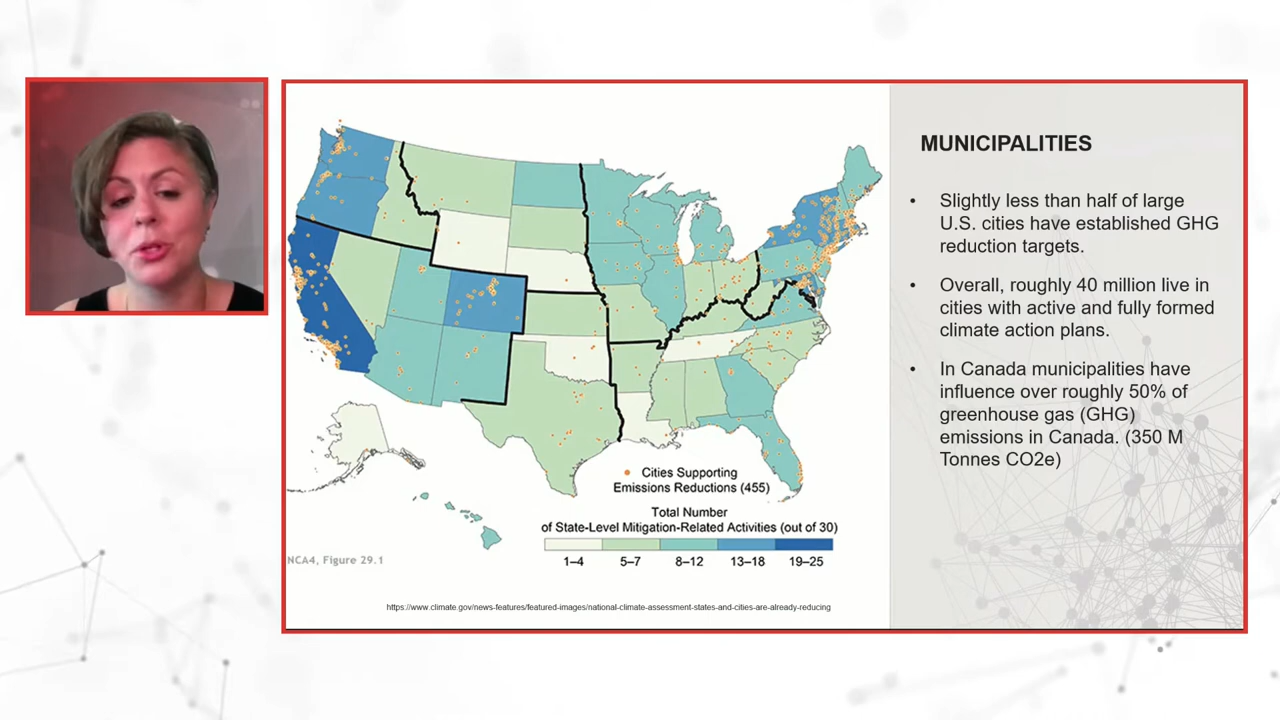 MUNICIPALITIES
• Slightly less than half of large
U.S. cities have established GHG
reduction targets.
• Overall, roughly 40 million live in
cities with active and fully formed
climate action plans.
• In Canada municipalities have
influence over roughly 50% of
greenhouse gas (GHG)
emissions in Canada. (350 M
Tonnes CO2e)
Cities Supporting
Emissions Reductions (455)
Total Number
of State-Level Mitigation-Related Activities (out of 30)
1–4 5–7 8–12 13–18 19–25
NCA4, Figure 29.1
https://www.climate.gov/news-features/featured-images/national-climate-assessment-states-and-cities-are-already-reducing